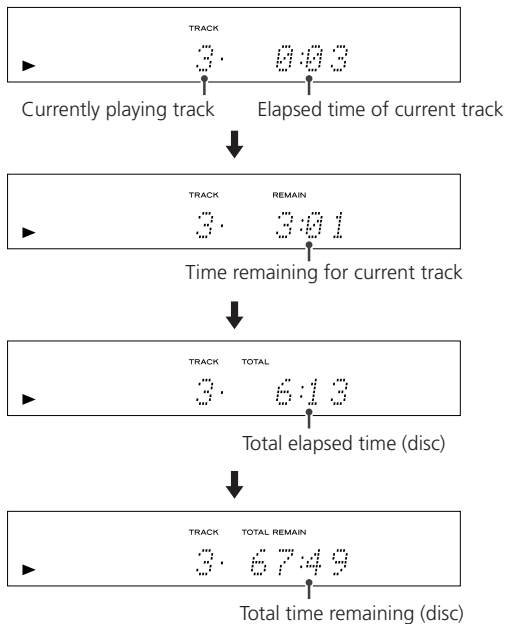 TRACK
3. 0:03
Currently playing track Elapsed time of current track
TRACK REMAIN
3. 3:01
Time remaining for current track
TRACK TOTAL
3. 6:13
Total elapsed time (disc)
TRACK TOTAL REMAIN
3. 67:49
Total time remaining (disc)